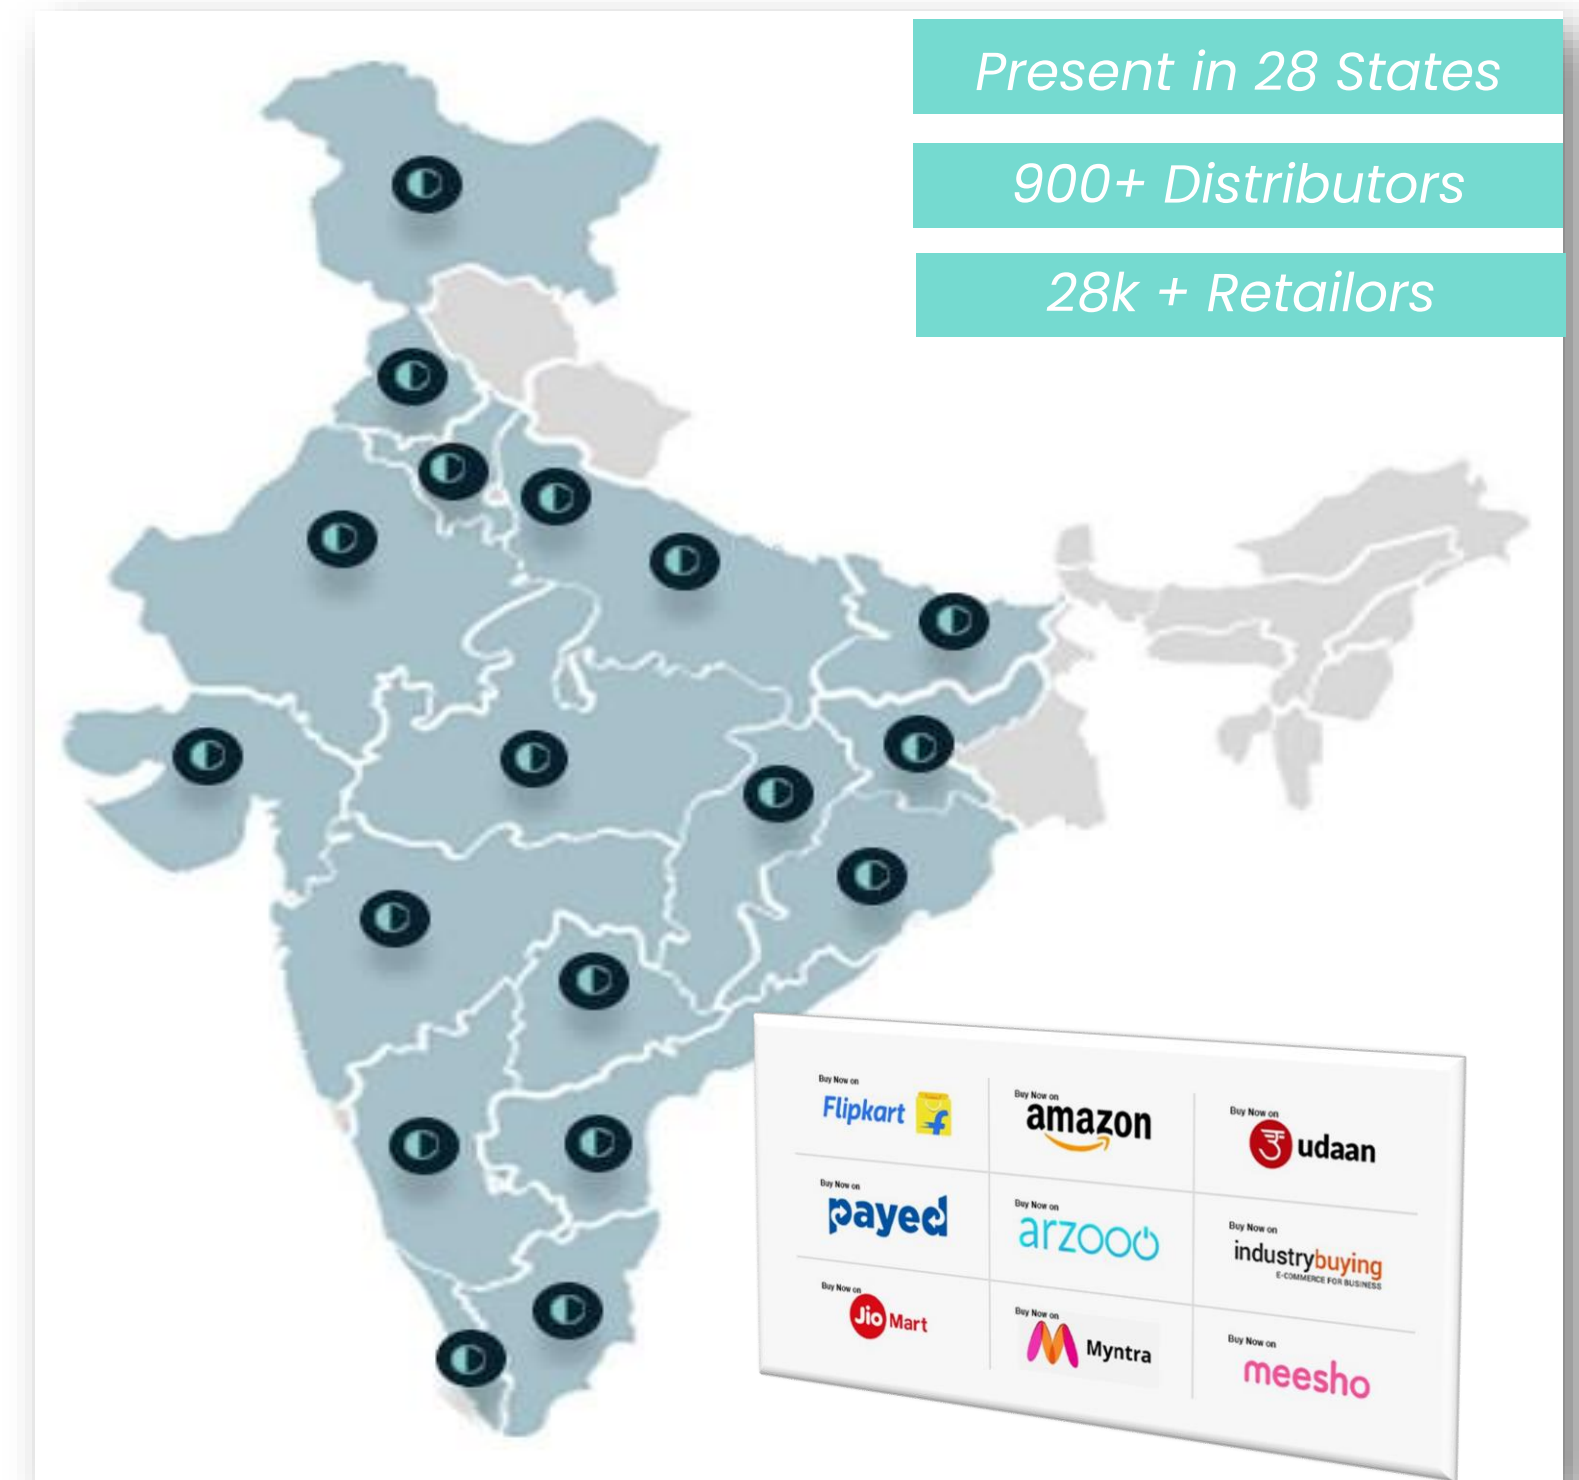 Present in 28 States
900+ Distributors
28k + Retailors
Buy Now on
Flipkart
Buy Now on
amazon
Buy Now on
उ udaan
Buy Now on
payed
Buy Now on
arzooo
Buy Now on
industrybuying
E-COMMERCE FOR BUSINESS
Buy Now on
Jio Mart
Buy Now on
Myntra
Buy Now on
meesho